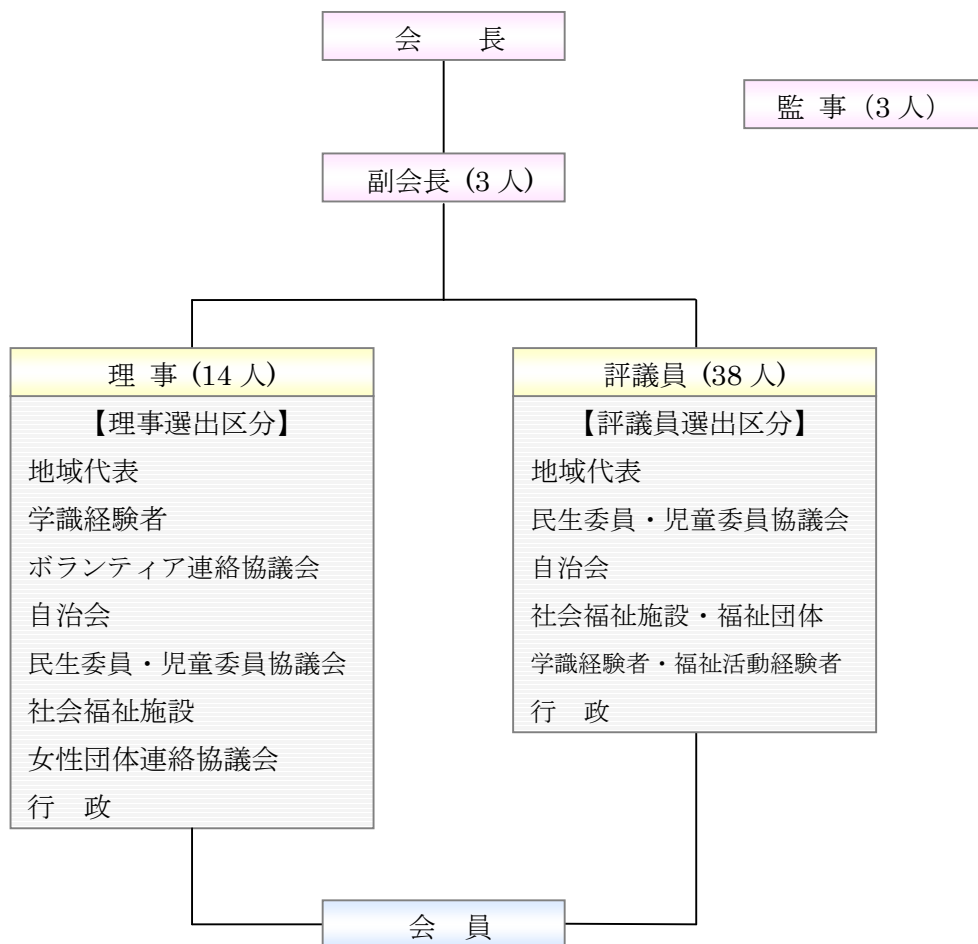 会　　長
監 事（3 人）
副会長 (3 人)
理 事 (14 人)
【理事選出区分】
地域代表
学識経験者
ボランティア連絡協議会
自治会
民生委員・児童委員協議会
社会福祉施設
女性団体連絡協議会
行　政
評議員 (38 人)
【評議員選出区分】
地域代表
民生委員・児童委員協議会
自治会
社会福祉施設・福祉団体
学識経験者・福祉活動経験者
行　政
会　員